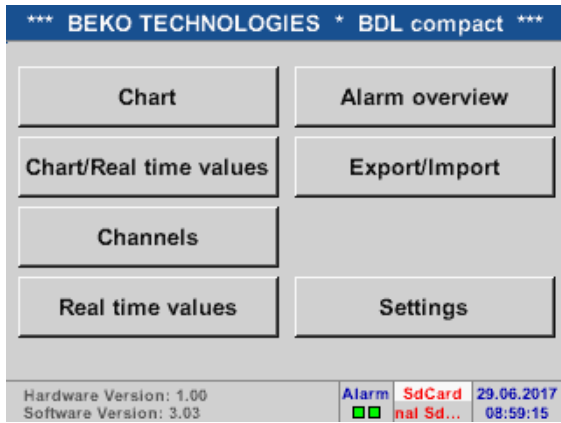 *** BEKO TECHNOLOGIES * BDL compact ***
Chart
Alarm overview
Chart/Real time values
Export/Import
Channels
Real time values
Settings
Hardware Version: 1.00
Software Version: 3.03
Alarm
SdCard
nal Sd...
29.06.2017
08:59:15